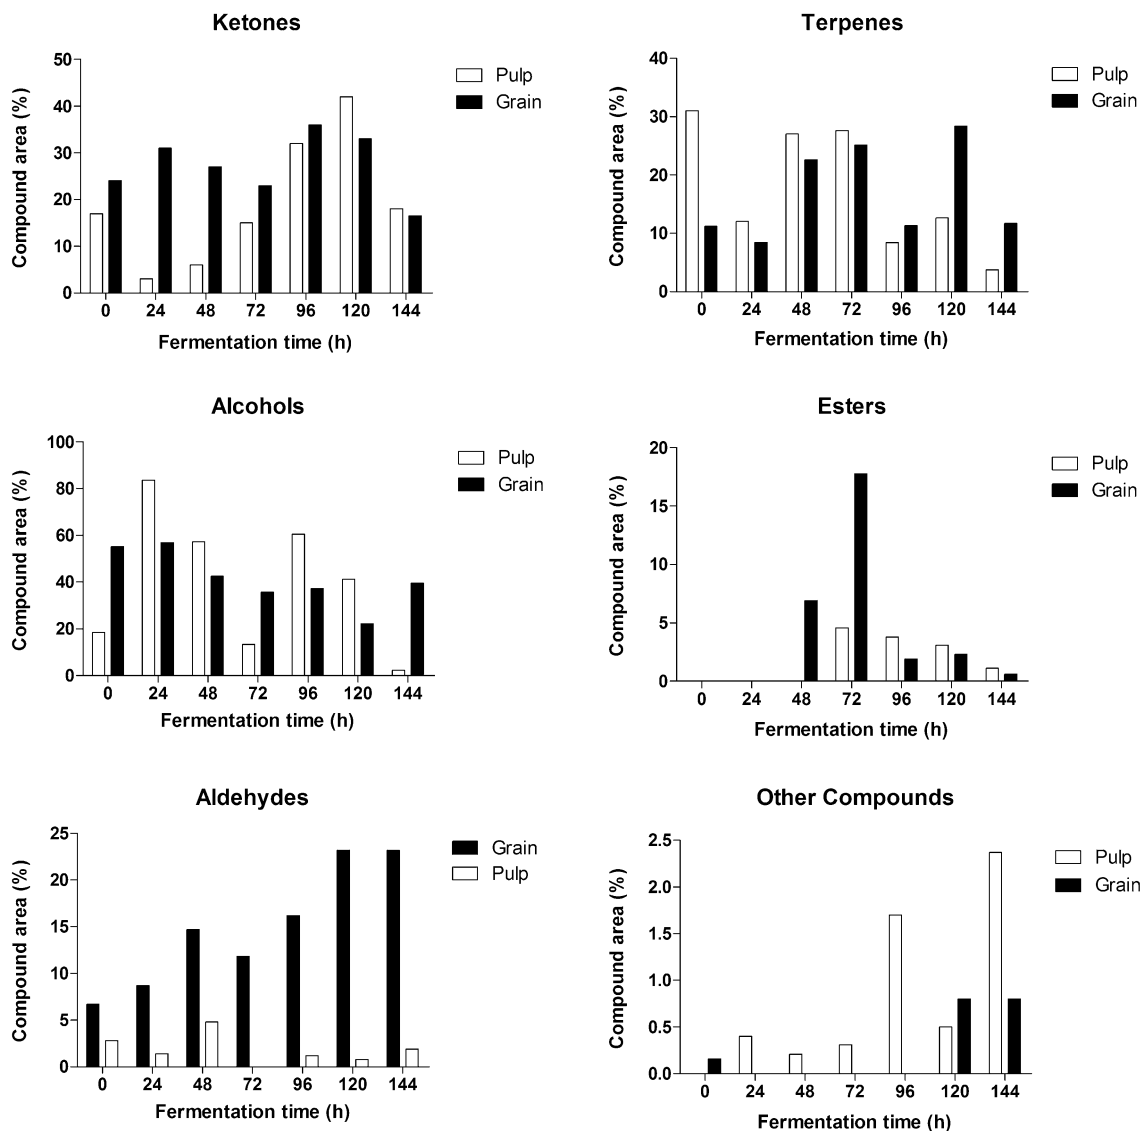 Ketones
50
40
30
20
10
0
Compound area (%)
Pulp
Grain
0 24 48 72 96 120 144
Fermentation time (h)
Terpenes
40
30
20
10
0
Compound area (%)
Pulp
Grain
0 24 48 72 96 120 144
Fermentation time (h)
Alcohols
100
80
60
40
20
0
Compound area (%)
Pulp
Grain
0 24 48 72 96 120 144
Fermentation time (h)
Esters
20
15
10
5
0
Compound area (%)
Pulp
Grain
0 24 48 72 96 120 144
Fermentation time (h)
Aldehydes
25
20
15
10
5
0
Compound area (%)
Grain
Pulp
0 24 48 72 96 120 144
Fermentation time (h)
Other Compounds
2.5
2.0
1.5
1.0
0.5
0.0
Compound area (%)
Pulp
Grain
0 24 48 72 96 120 144
Fermentation time (h)